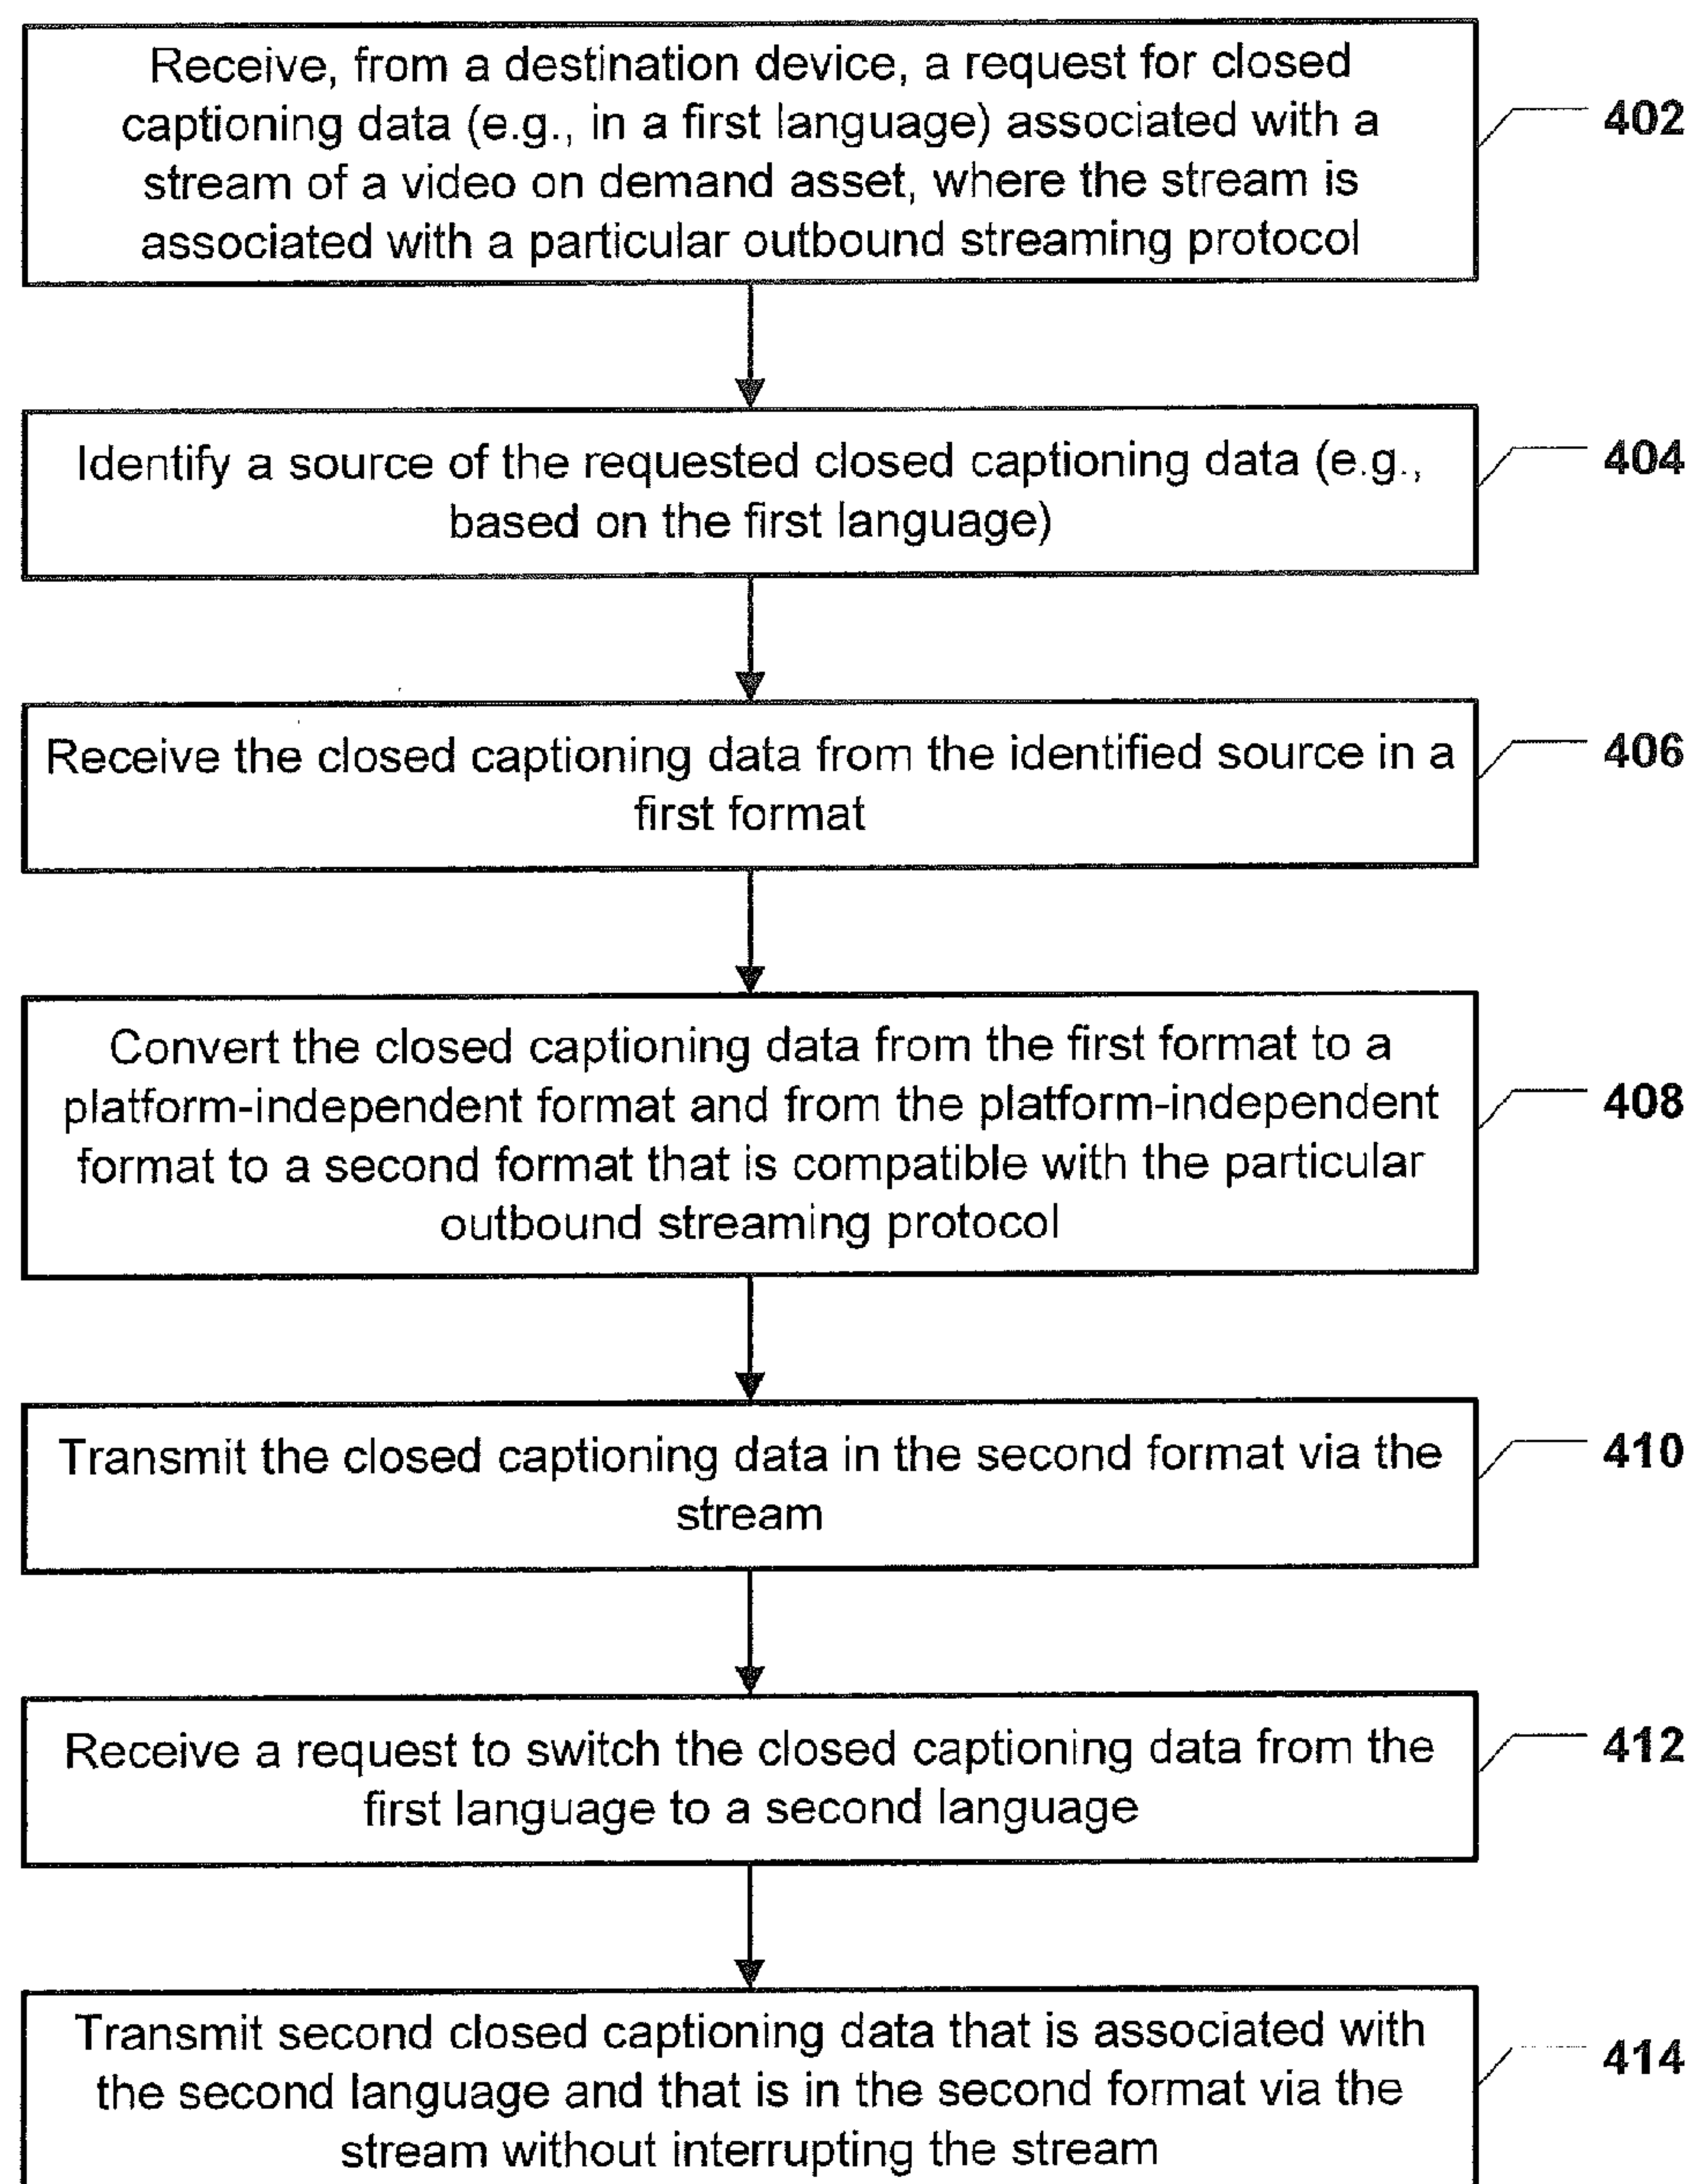 Receive, from a destination device, a request for closed
captioning data (e.g., in a first language) associated with a
stream of a video on demand asset, where the stream is
associated with a particular outbound streaming protocol
402
Identify a source of the requested closed captioning data (e.g.,
based on the first language)
404
Receive the closed captioning data from the identified source in a
first format
406
Convert the closed captioning data from the first format to a
platform-independent format and from the platform-independent
format to a second format that is compatible with the particular
outbound streaming protocol
408
Transmit the closed captioning data in the second format via the
stream
410
Receive a request to switch the closed captioning data from the
first language to a second language
412
Transmit second closed captioning data that is associated with
the second language and that is in the second format via the
stream without interrupting the stream
414